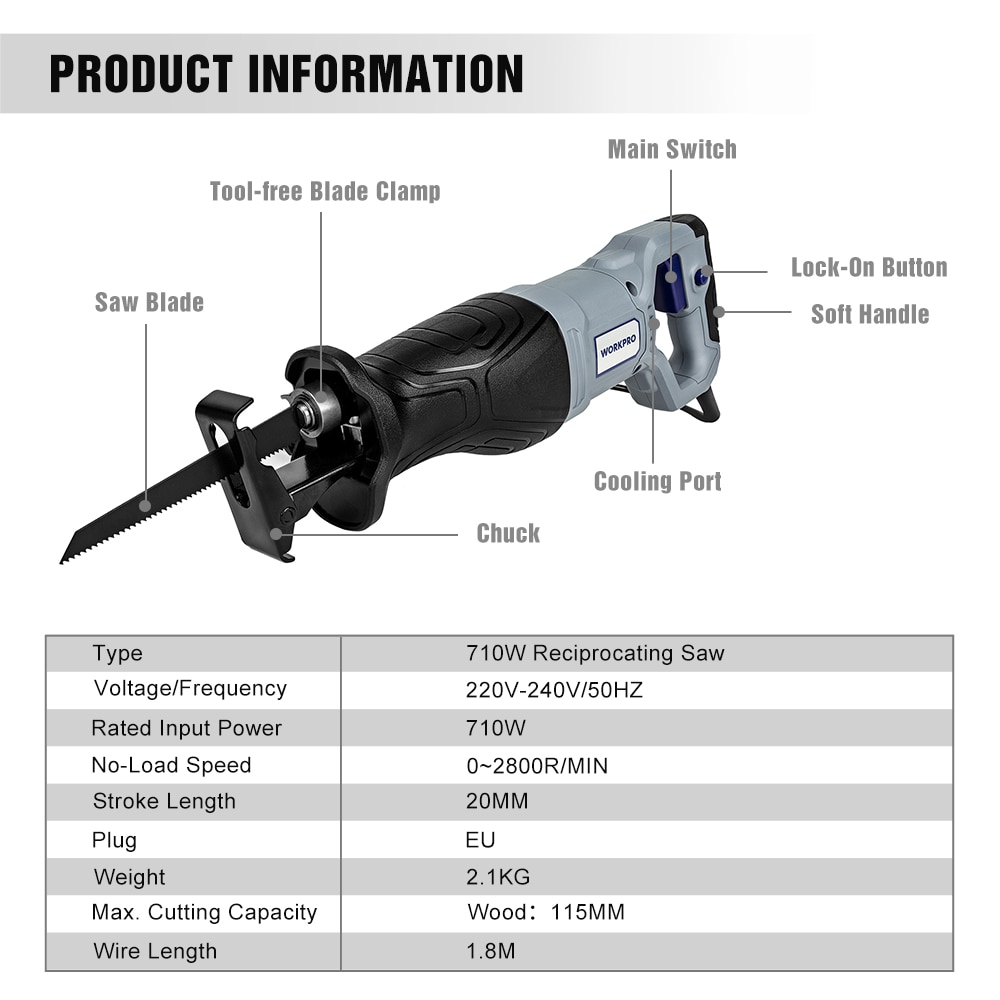 PRODUCT INFORMATION
Main Switch
Tool-free Blade Clamp
Lock-On Button
Saw Blade
Soft Handle
WORKPRO
Cooling Port
Chuck
Type 710W Reciprocating Saw
Voltage/Frequency 220V-240V/50HZ
Rated Input Power 710W
No-Load Speed 0~2800R/MIN
Stroke Length 20MM
Plug EU
Weight 2.1KG
Max. Cutting Capacity Wood：115MM
Wire Length 1.8M